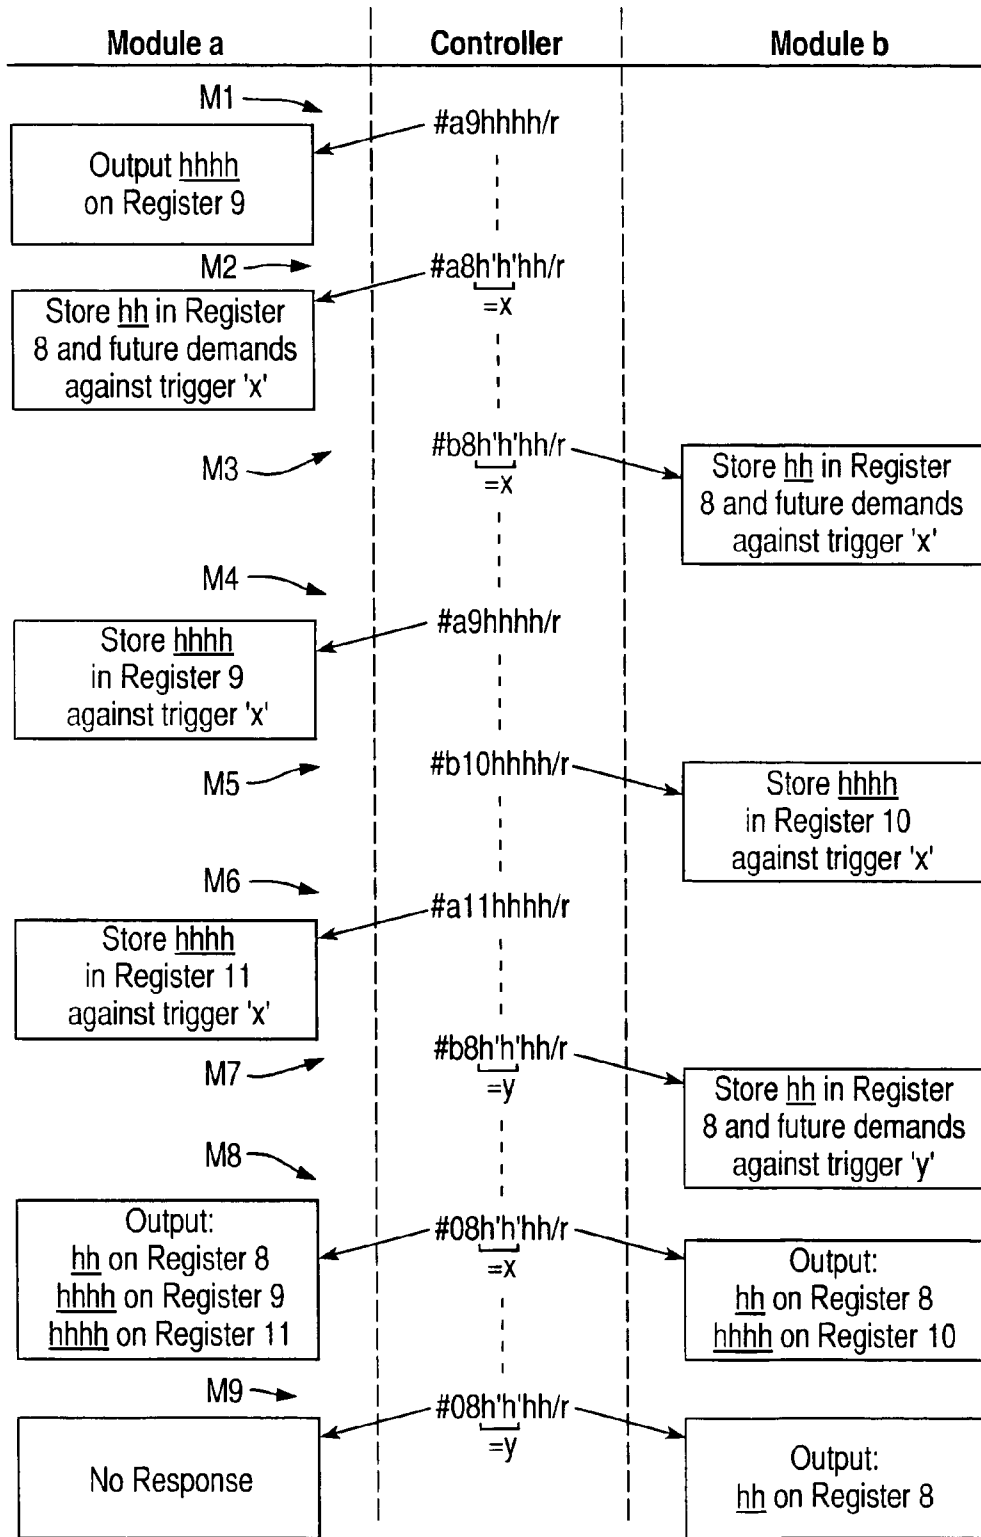 Module a
Controller
Module b
M1
#a9hhhh/r
Output hhhh
on Register 9
M2
#a8h'h'hh/r
=x
Store hh in Register
8 and future demands
against trigger 'x'
M3
#b8h'h'hh/r
=x
Store hh in Register
8 and future demands
against trigger 'x'
M4
#a9hhhh/r
Store hhhh
in Register 9
against trigger 'x'
M5
#b10hhhh/r
Store hhhh
in Register 10
against trigger 'x'
M6
#a11hhhh/r
Store hhhh
in Register 11
against trigger 'x'
M7
#b8h'h'hh/r
=y
Store hh in Register
8 and future demands
against trigger 'y'
M8
#08h'h'hh/r
=x
Output:
hh on Register 8
hhhh on Register 9
hhhh on Register 11
Output:
hh on Register 8
hhhh on Register 10
M9
#08h'h'hh/r
=y
No Response
Output:
hh on Register 8